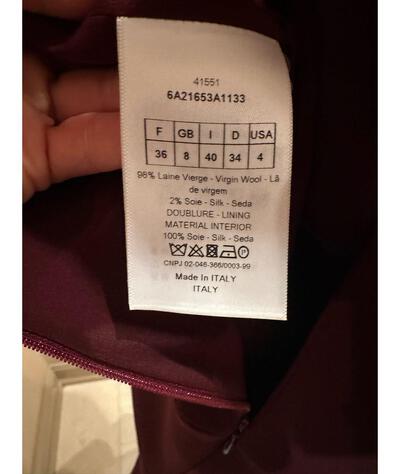 41551
6A21653A1133
F GB I D USA
36 8 40 34 4
98% Laine Vierge - Virgin Wool - Lã
de virgem
2% Soie - Silk - Seda
DOUBLURE - LINING
MATERIAL INTERIOR
100% Soie - Silk - Seda
CNPJ 02-046-366/0003-99
Made In ITALY
ITALY